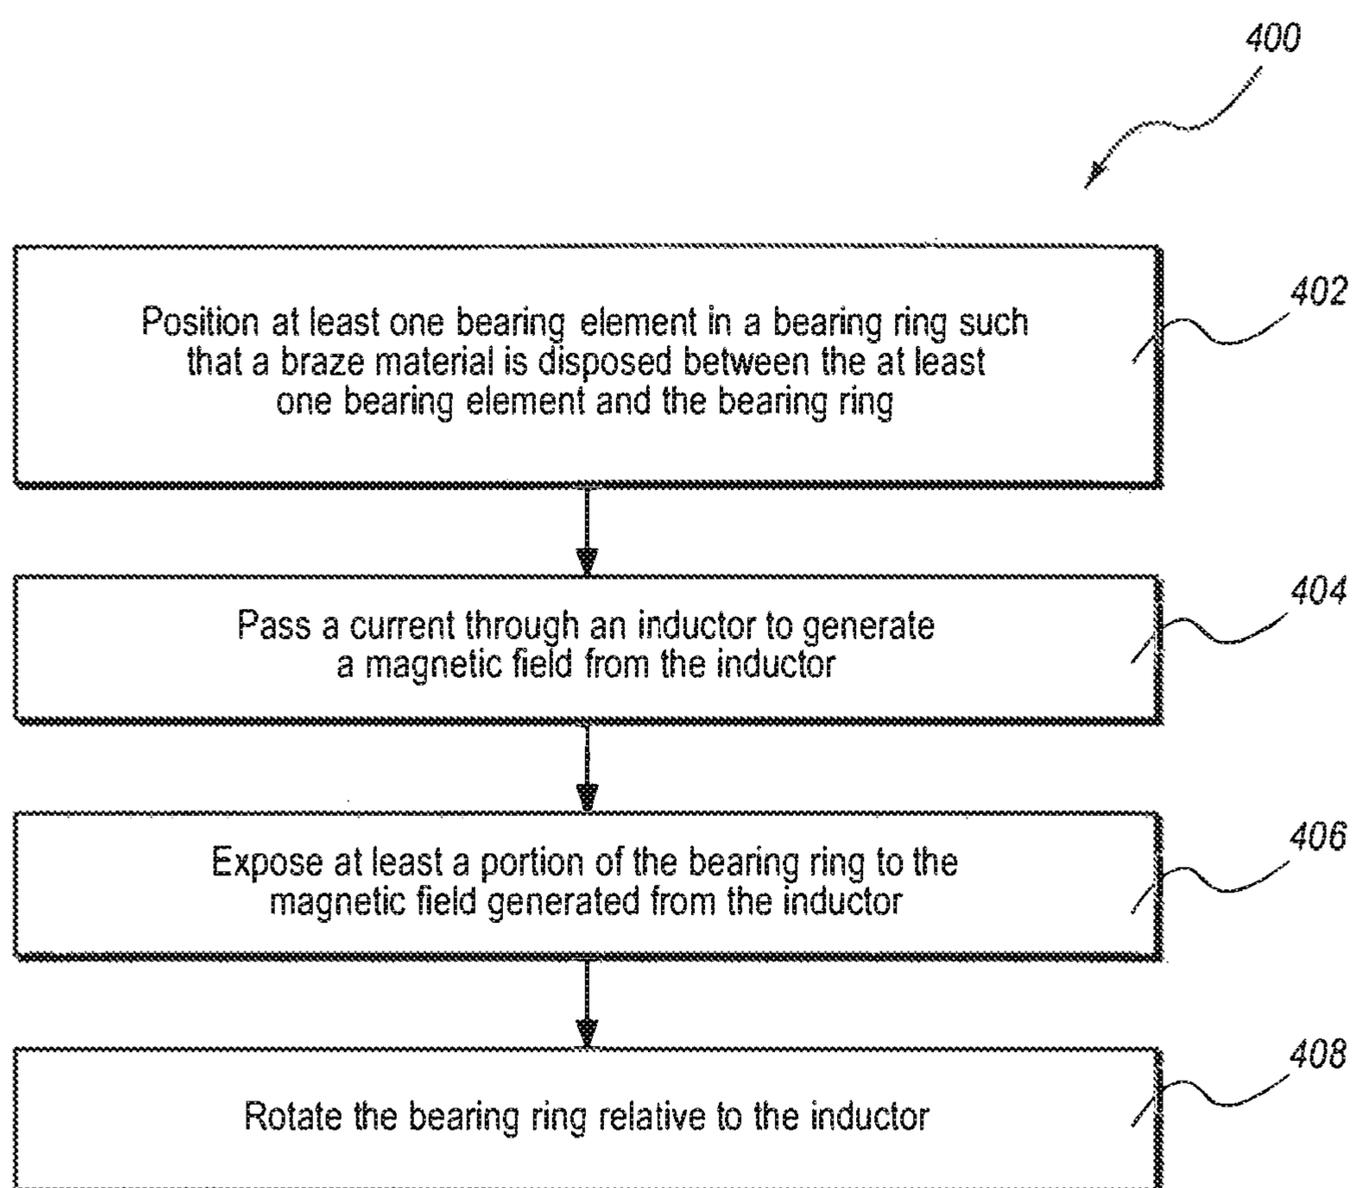 400
Position at least one bearing element in a bearing ring such
that a braze material is disposed between the at least
one bearing element and the bearing ring
402
Pass a current through an inductor to generate
a magnetic field from the inductor
404
Expose at least a portion of the bearing ring to the
magnetic field generated from the inductor
406
Rotate the bearing ring relative to the inductor
408